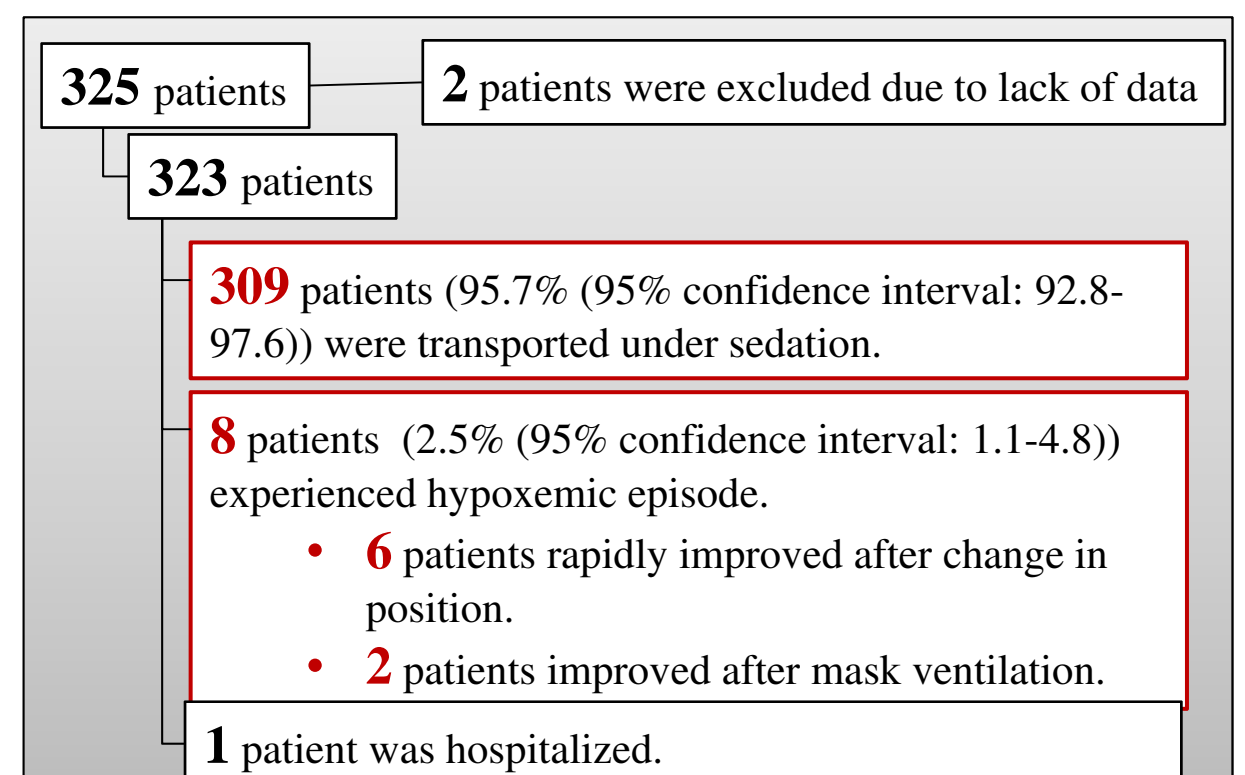 325 patients
2 patients were excluded due to lack of data
323 patients
309 patients (95.7% (95% confidence interval: 92.8-
97.6)) were transported under sedation.
8 patients (2.5% (95% confidence interval: 1.1-4.8))
experienced hypoxemic episode.
• 6 patients rapidly improved after change in
position.
• 2 patients improved after mask ventilation.
1 patient was hospitalized.